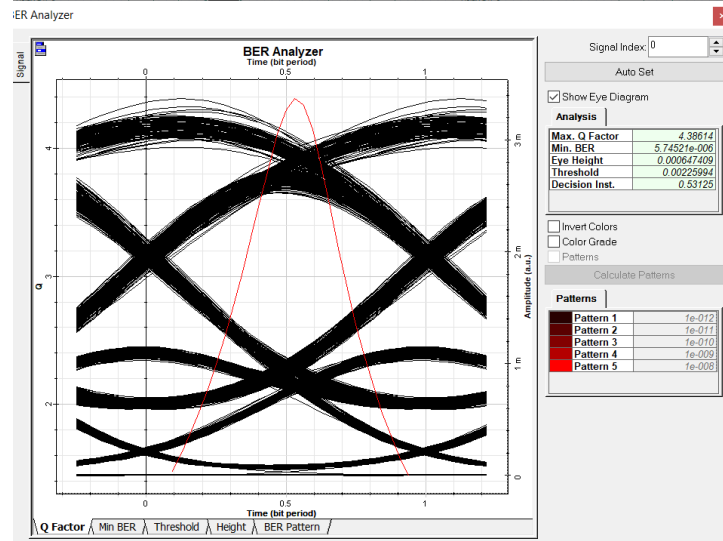 BER Analyzer
Signal
BER Analyzer
Time (bit period)
0 0.5 1
4
3
2
Q
3 m
2 m
1 m
0
Amplitude (a.u.)
0 0.5 1
Time (bit period)
Q Factor Min BER Threshold Height BER Pattern
Signal Index: 0
Auto Set
Show Eye Diagram
Analysis
Max. Q Factor 4.38614
Min. BER 5.74521e-006
Eye Height 0.000647409
Threshold 0.00225994
Decision Inst. 0.53125
Invert Colors
Color Grade
Patterns
Calculate Patterns
Patterns
Pattern 1 1e-012
Pattern 2 1e-011
Pattern 3 1e-010
Pattern 4 1e-009
Pattern 5 1e-008